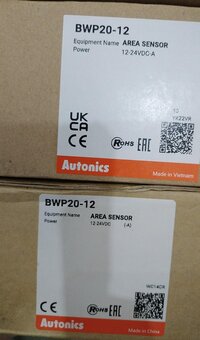 BWP20-12
Equipment Name AREA SENSOR
Power 12-24VDC-A
UK
CA
CE
RoHS EAC
Autonics
Made in Vietnam
BWP20-12
Equipment Name AREA SENSOR
Power 12-24VDC (-A)
CE
RoHS EAC
Autonics
Made in China